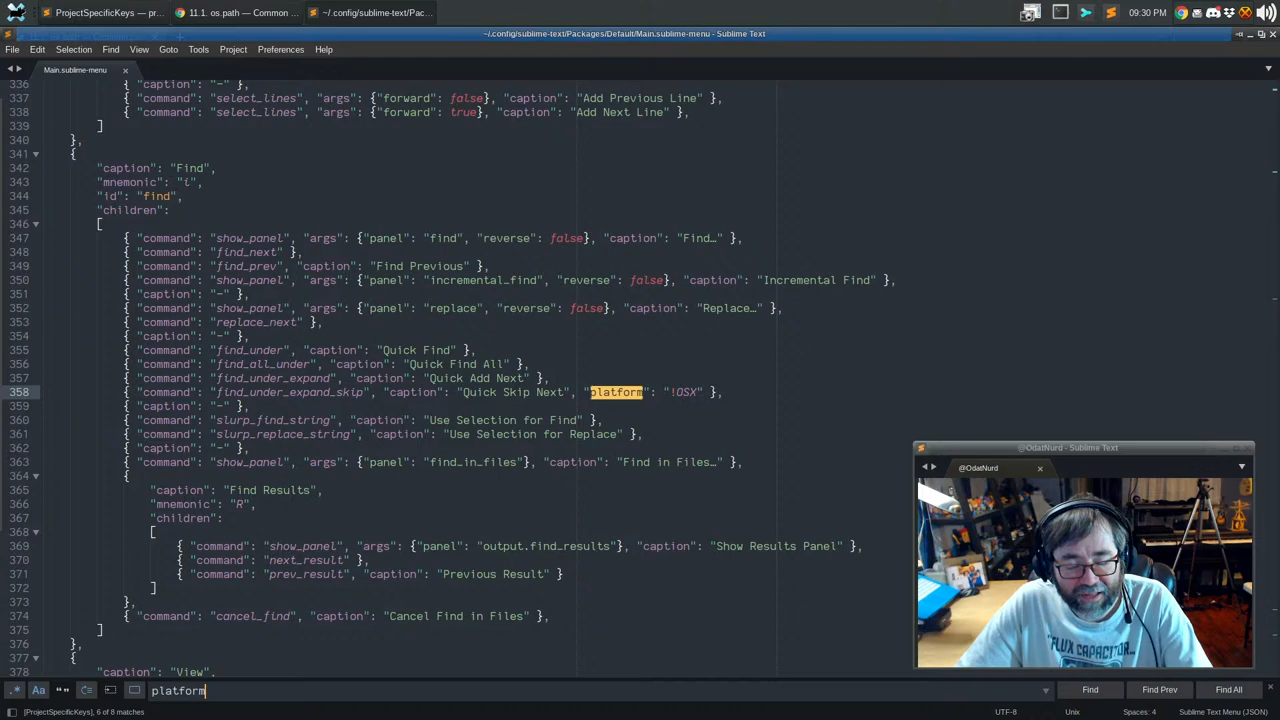 ProjectSpecificKeys — pr...
11.1. os.path — Common ...
~/.config/sublime-text/Pac...
09:30 PM
~/.config/sublime-text/Packages/Default/Main.sublime-menu - Sublime Text
File Edit Selection Find View Goto Tools Project Preferences Help
Main.sublime-menu
336 { "caption": "-" },
337 { "command": "select_lines", "args": {"forward": false}, "caption": "Add Previous Line" },
338 { "command": "select_lines", "args": {"forward": true}, "caption": "Add Next Line" },
339 ]
340 },
341 {
342 "caption": "Find",
343 "mnemonic": "i",
344 "id": "find",
345 "children":
346 [
347 { "command": "show_panel", "args": {"panel": "find", "reverse": false}, "caption": "Find…" },
348 { "command": "find_next" },
349 { "command": "find_prev", "caption": "Find Previous" },
350 { "command": "show_panel", "args": {"panel": "incremental_find", "reverse": false}, "caption": "Incremental Find" },
351 { "caption": "-" },
352 { "command": "show_panel", "args": {"panel": "replace", "reverse": false}, "caption": "Replace…" },
353 { "command": "replace_next" },
354 { "caption": "-" },
355 { "command": "find_under", "caption": "Quick Find" },
356 { "command": "find_all_under", "caption": "Quick Find All" },
357 { "command": "find_under_expand", "caption": "Quick Add Next" },
358 { "command": "find_under_expand_skip", "caption": "Quick Skip Next", "platform": "!OSX" },
359 { "caption": "-" },
360 { "command": "slurp_find_string", "caption": "Use Selection for Find" },
361 { "command": "slurp_replace_string", "caption": "Use Selection for Replace" },
362 { "caption": "-" },
363 { "command": "show_panel", "args": {"panel": "find_in_files"}, "caption": "Find in Files…" },
364 {
365 "caption": "Find Results",
366 "mnemonic": "R",
367 "children":
368 [
369 { "command": "show_panel", "args": {"panel": "output.find_results"}, "caption": "Show Results Panel" },
370 { "command": "next_result" },
371 { "command": "prev_result", "caption": "Previous Result" }
372 ]
373 },
374 { "command": "cancel_find", "caption": "Cancel Find in Files" },
375 ]
376 },
377 {
378 "caption": "View",
@OdatNurd - Sublime Text
@OdatNurd
"FLUX CAPACITOR...
platform
Find Find Prev Find All
[ProjectSpecificKeys], 6 of 8 matches
UTF-8 Unix Spaces: 4 Sublime Text Menu (JSON)